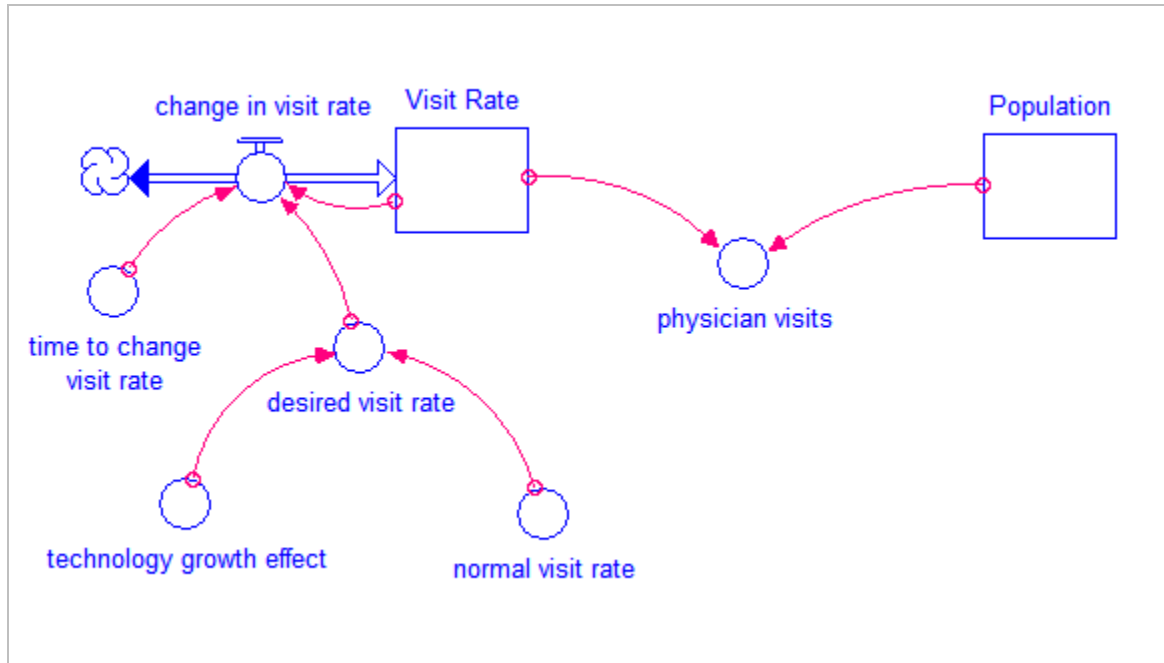 change in visit rate
Visit Rate
Population
physician visits
time to change
visit rate
desired visit rate
technology growth effect
normal visit rate